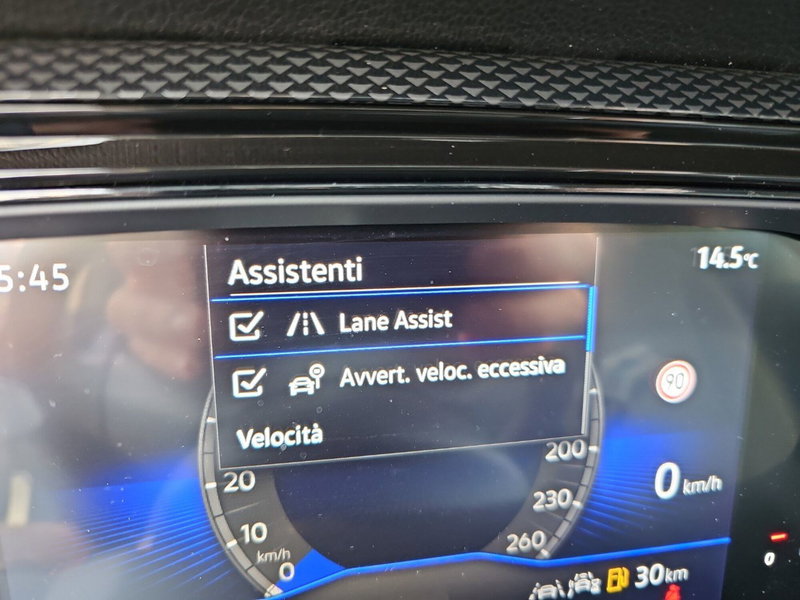 5:45
14.5°C
Assistenti
Lane Assist
Avvert. veloc. eccessiva
90
Velocità
200
20
0 km/h
230
10
260
km/h
0
30km
0